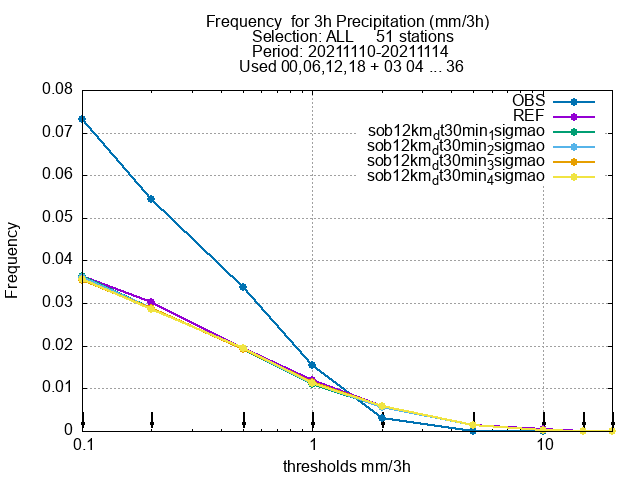 Frequency  for 3h Precipitation (mm/3h)
Selection: ALL     51 stations
Period: 20211110-20211114
Used 00,06,12,18 + 03 04 ... 36
OBS
REF
sob12km_dt30min_1sigmao
sob12km_dt30min_2sigmao
sob12km_dt30min_3sigmao
sob12km_dt30min_4sigmao
Frequency
0.08
0.07
0.06
0.05
0.04
0.03
0.02
0.01
0
0.1
1
10
thresholds mm/3h